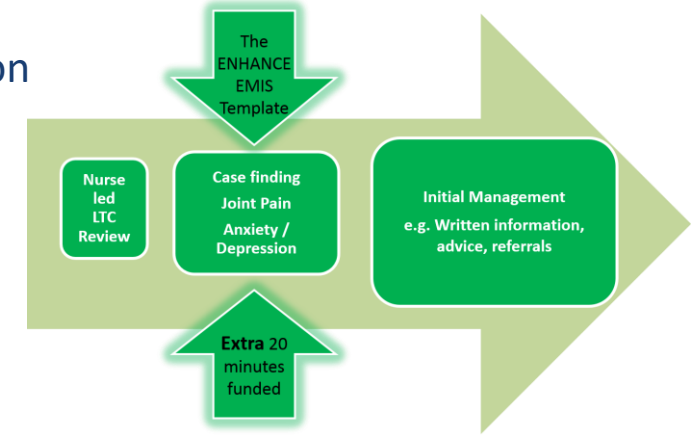 on
The
ENHANCE
EMIS
Template
Nurse
led
LTC
Review
Case finding
Joint Pain
Anxiety /
Depression
Initial Management
e.g. Written information,
advice, referrals
Extra 20
minutes
funded